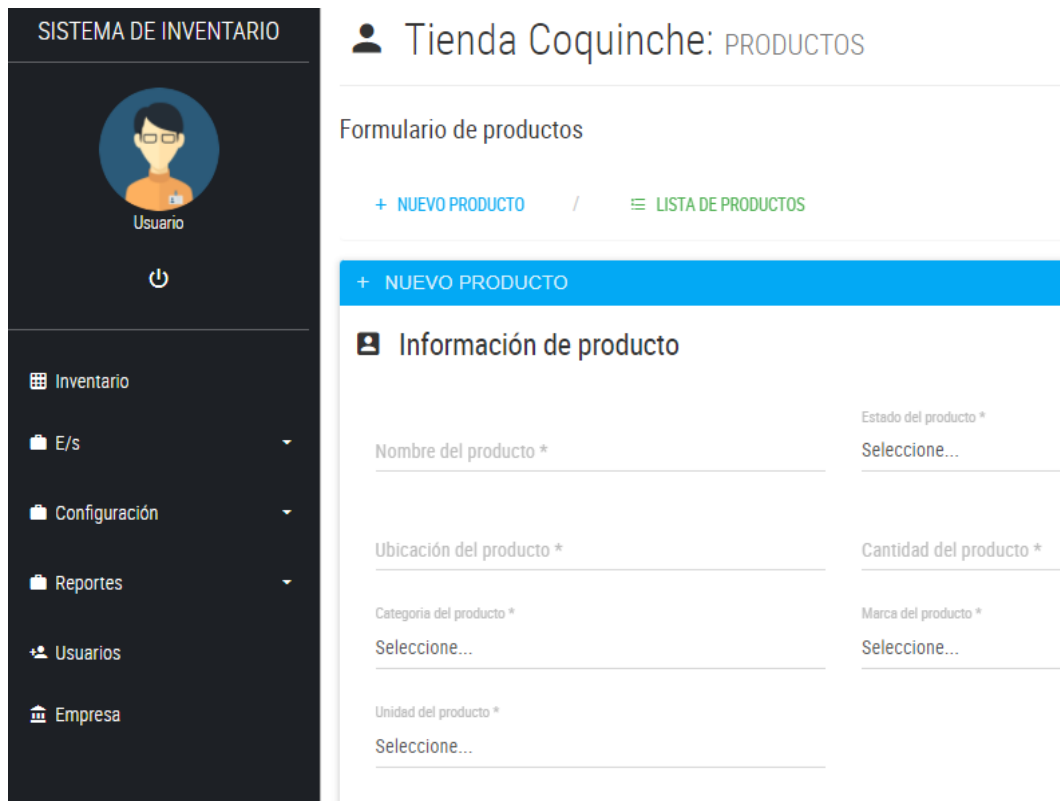 SISTEMA DE INVENTARIO
Usuario
Inventario
E/s
Configuración
Reportes
Usuarios
Empresa
Tienda Coquinche: PRODUCTOS
Formulario de productos
+ NUEVO PRODUCTO / LISTA DE PRODUCTOS
+ NUEVO PRODUCTO
Información de producto
Nombre del producto *
Estado del producto *
Seleccione...
Ubicación del producto *
Cantidad del producto *
Categoria del producto *
Seleccione...
Marca del producto *
Seleccione...
Unidad del producto *
Seleccione...